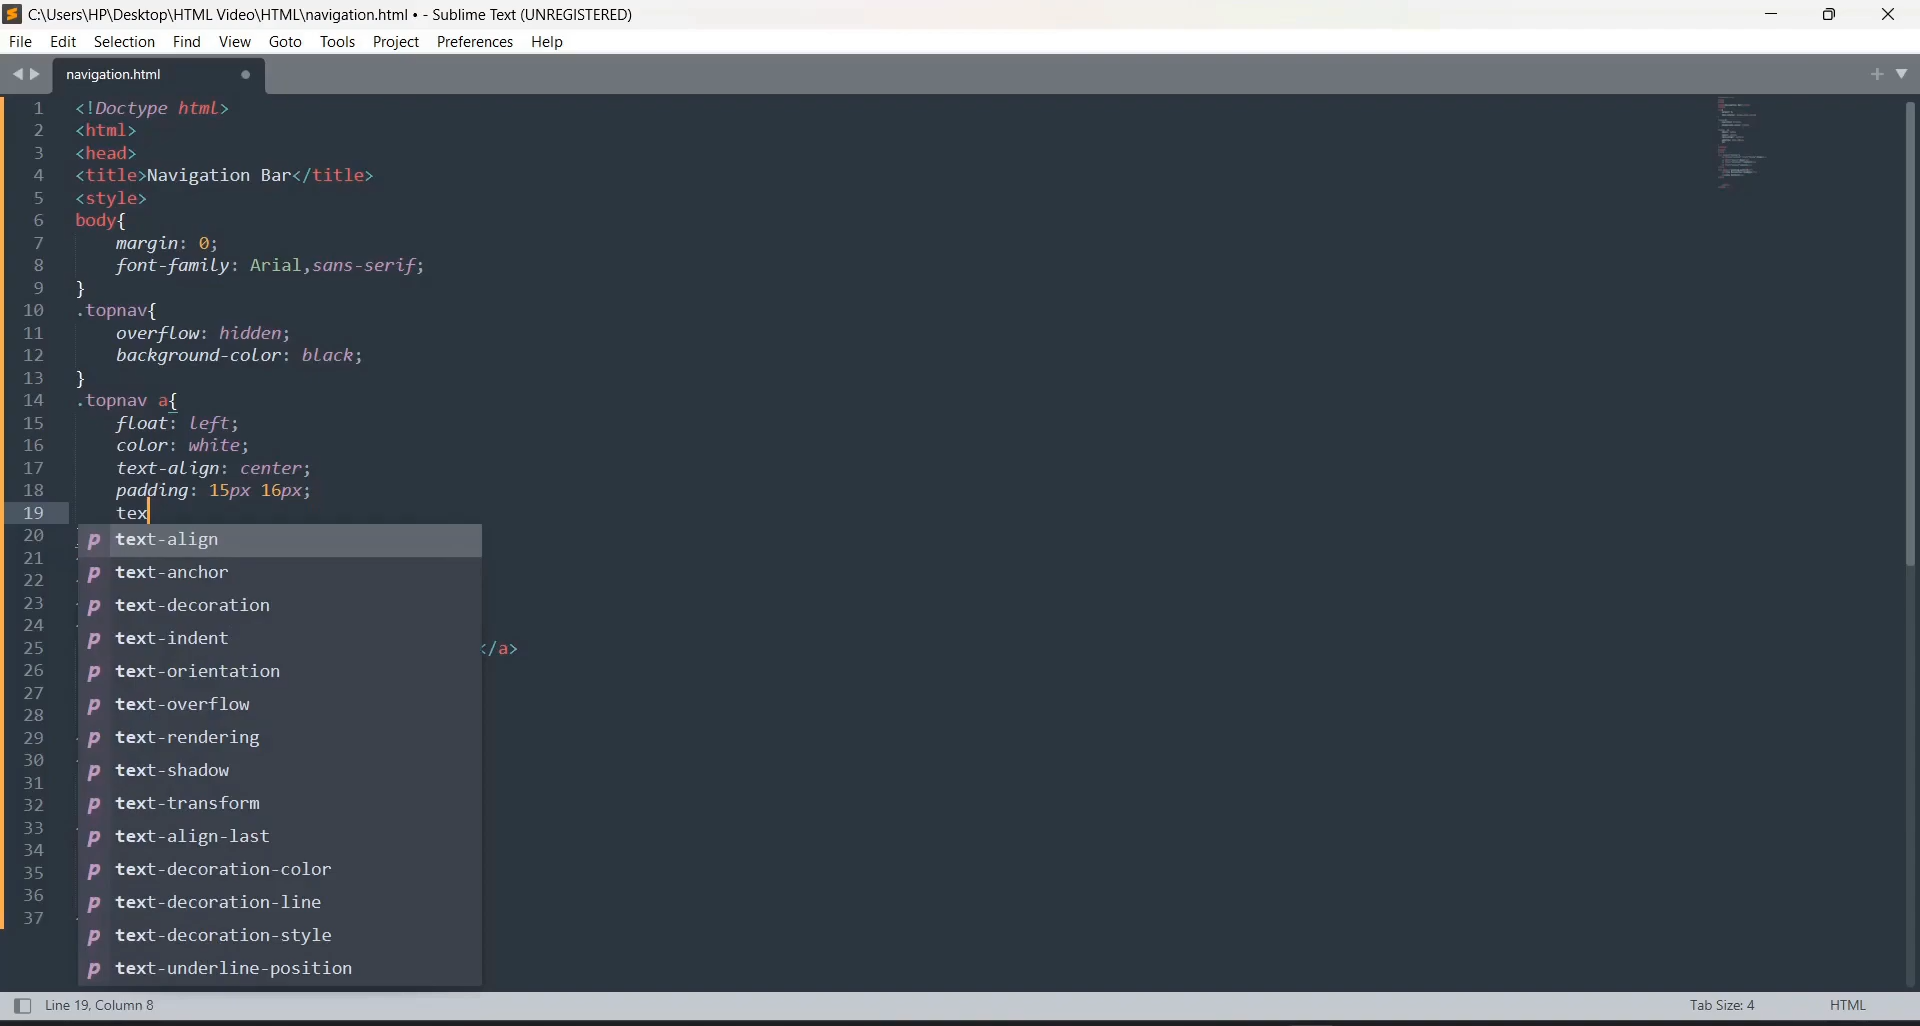 C:\Users\HP\Desktop\HTML Video\HTML\navigation.html • - Sublime Text (UNREGISTERED)
File Edit Selection Find View Goto Tools Project Preferences Help
navigation.html
1 <!Doctype html>
2 <html>
3 <head>
4 <title>Navigation Bar</title>
5 <style>
6 body{
7 margin: 0;
8 font-family: Arial,sans-serif;
9 }
10 .topnav{
11 overflow: hidden;
12 background-color: black;
13 }
14 .topnav a{
15 float: left;
16 color: white;
17 text-align: center;
18 padding: 15px 16px;
19 tex
20
p text-align
21
p text-anchor
22
23
p text-decoration
24
p text-indent
25 </a>
26
p text-orientation
27
p text-overflow
28
29
p text-rendering
30
p text-shadow
31
32
p text-transform
33
p text-align-last
34
35
p text-decoration-color
36
p text-decoration-line
37
p text-decoration-style
p text-underline-position
Line 19, Column 8
Tab Size: 4
HTML